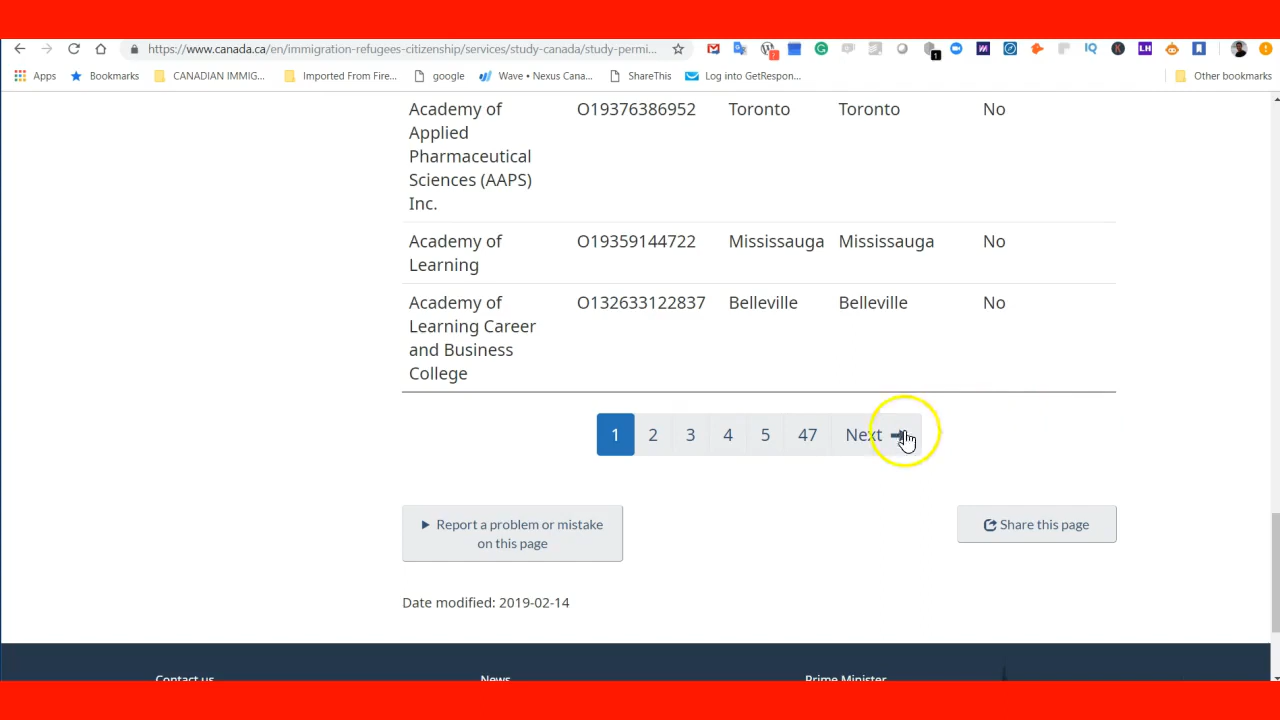 https://www.canada.ca/en/immigration-refugees-citizenship/services/study-canada/study-permi...
Apps Bookmarks CANADIAN IMMIG... Imported From Fire... google Wave • Nexus Cana... ShareThis Log into GetRespon... Other bookmarks
Academy of O19376386952 Toronto Toronto No
Applied
Pharmaceutical
Sciences (AAPS)
Inc.
Academy of O19359144722 Mississauga Mississauga No
Learning
Academy of O132633122837 Belleville Belleville No
Learning Career
and Business
College
1 2 3 4 5 47 Next
Report a problem or mistake
on this page
Share this page
Date modified: 2019-02-14
Contact us News Prime Minister